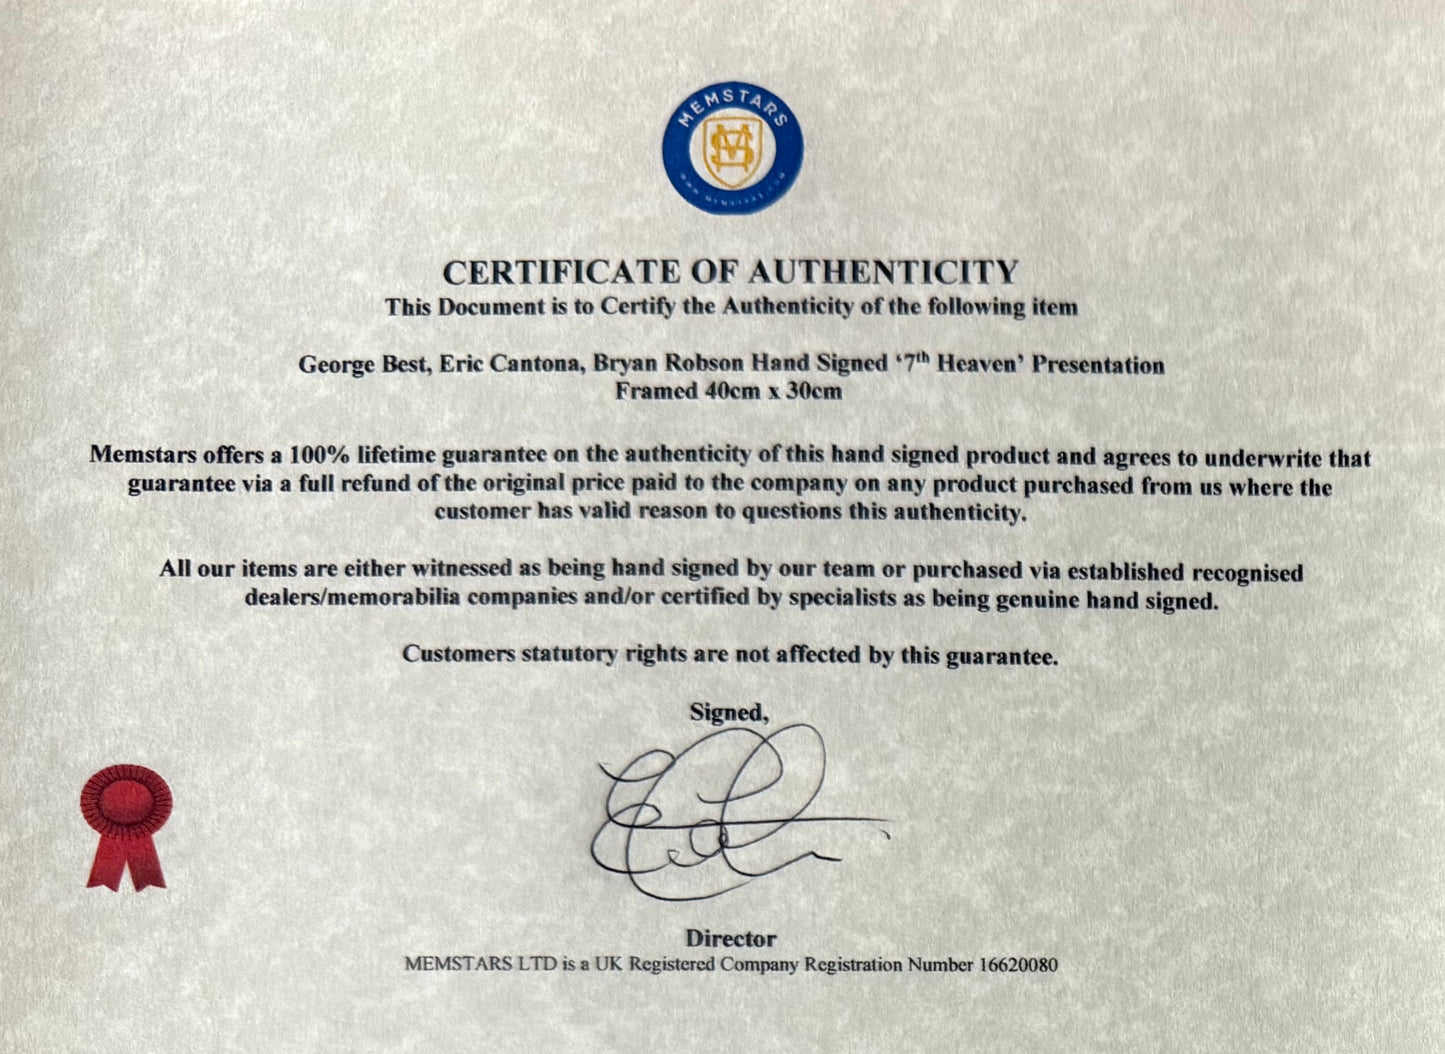 MEMSTARS
WWW.MEMSTARS.COM
CERTIFICATE OF AUTHENTICITY
This Document is to Certify the Authenticity of the following item
George Best, Eric Cantona, Bryan Robson Hand Signed ‘7th Heaven’ Presentation
Framed 40cm x 30cm
Memstars offers a 100% lifetime guarantee on the authenticity of this hand signed product and agrees to underwrite that
guarantee via a full refund of the original price paid to the company on any product purchased from us where the
customer has valid reason to questions this authenticity.
All our items are either witnessed as being hand signed by our team or purchased via established recognised
dealers/memorabilia companies and/or certified by specialists as being genuine hand signed.
Customers statutory rights are not affected by this guarantee.
Signed,
Director
MEMSTARS LTD is a UK Registered Company Registration Number 16620080